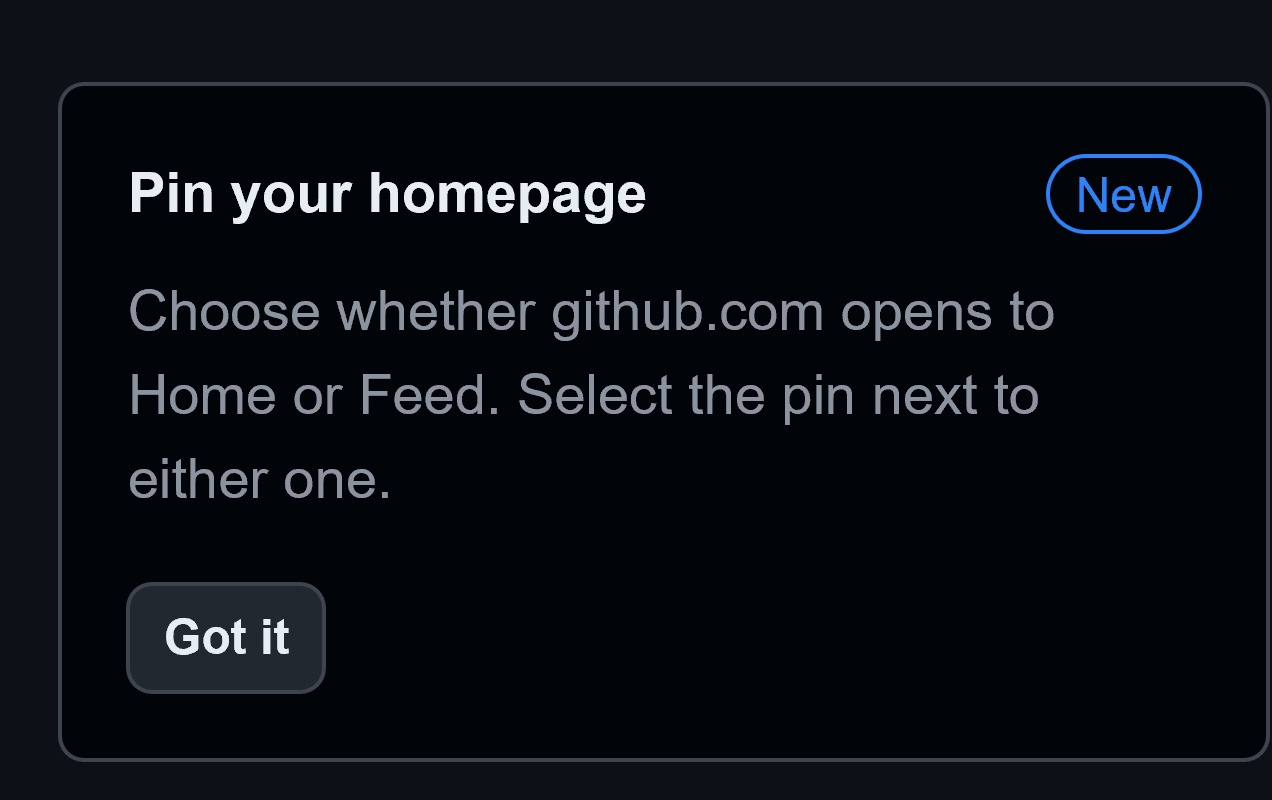 Pin your homepage
New
Choose whether github.com opens to
Home or Feed. Select the pin next to
either one.
Got it